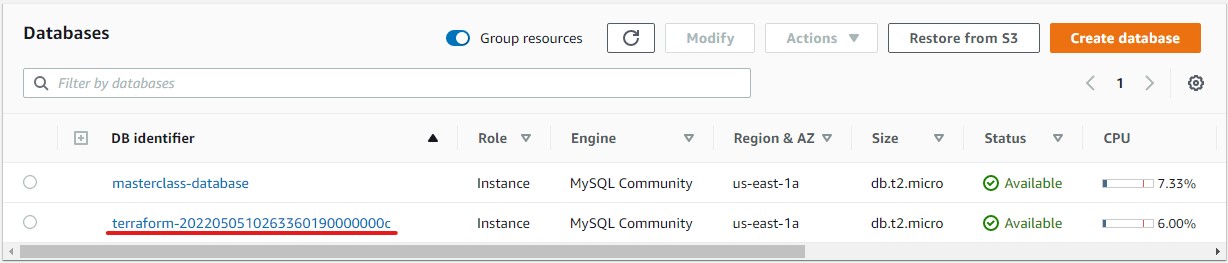 Databases
Group resources
Modify
Actions
Restore from S3
Create database
Filter by databases
1
DB identifier
Role
Engine
Region & AZ
Size
Status
CPU
masterclass-database Instance MySQL Community us-east-1a db.t2.micro Available 7.33%
terraform-20220505102633601900000000c Instance MySQL Community us-east-1a db.t2.micro Available 6.00%